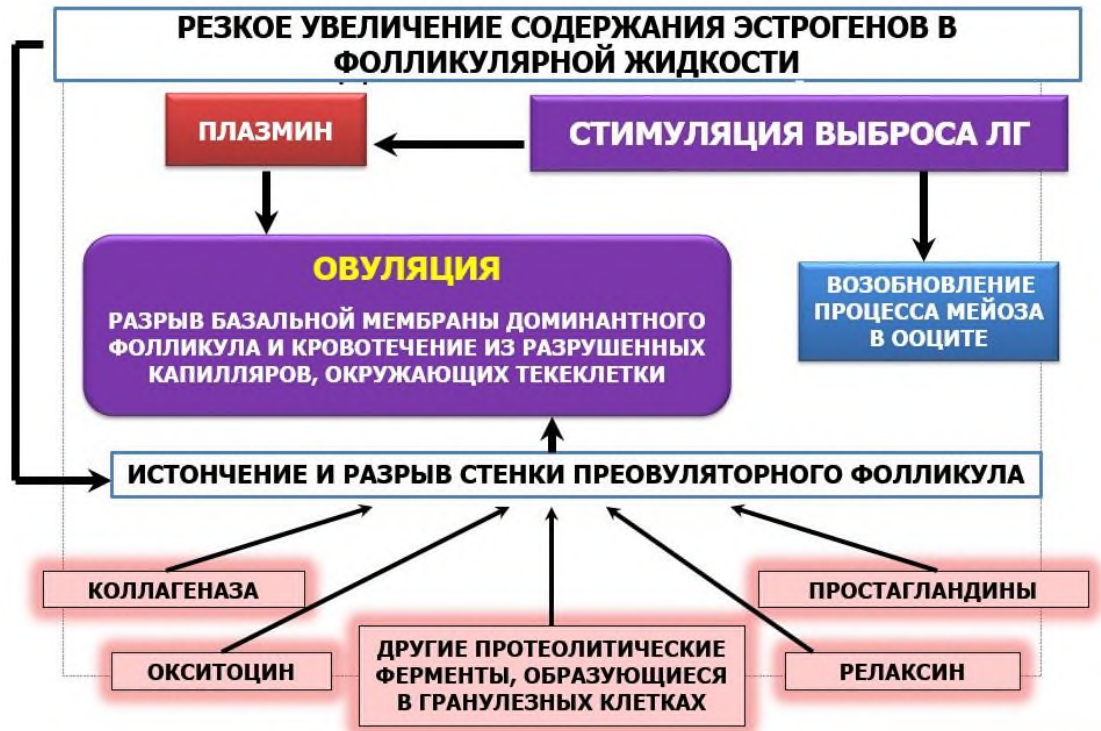 РЕЗКОЕ УВЕЛИЧЕНИЕ СОДЕРЖАНИЯ ЭСТРОГЕНОВ В
ФОЛЛИКУЛЯРНОЙ ЖИДКОСТИ
ПЛАЗМИН
СТИМУЛЯЦИЯ ВЫБРОСА ЛГ
ОВУЛЯЦИЯ
РАЗРЫВ БАЗАЛЬНОЙ МЕМБРАНЫ ДОМИНАНТНОГО
ФОЛЛИКУЛА И КРОВОТЕЧЕНИЕ ИЗ РАЗРУШЕННЫХ
КАПИЛЛЯРОВ, ОКРУЖАЮЩИХ ТЕКЕКЛЕТКИ
ВОЗОБНОВЛЕНИЕ
ПРОЦЕССА МЕЙОЗА
В ООЦИТЕ
ИСТОНЧЕНИЕ И РАЗРЫВ СТЕНКИ ПРЕОВУЛЯТОРНОГО ФОЛЛИКУЛА
КОЛЛАГЕНАЗА
ПРОСТАГЛАНДИНЫ
ОКСИТОЦИН
ДРУГИЕ ПРОТЕОЛИТИЧЕСКИЕ
ФЕРМЕНТЫ, ОБРАЗУЮЩИЕСЯ
В ГРАНУЛЕЗНЫХ КЛЕТКАХ
РЕЛАКСИН